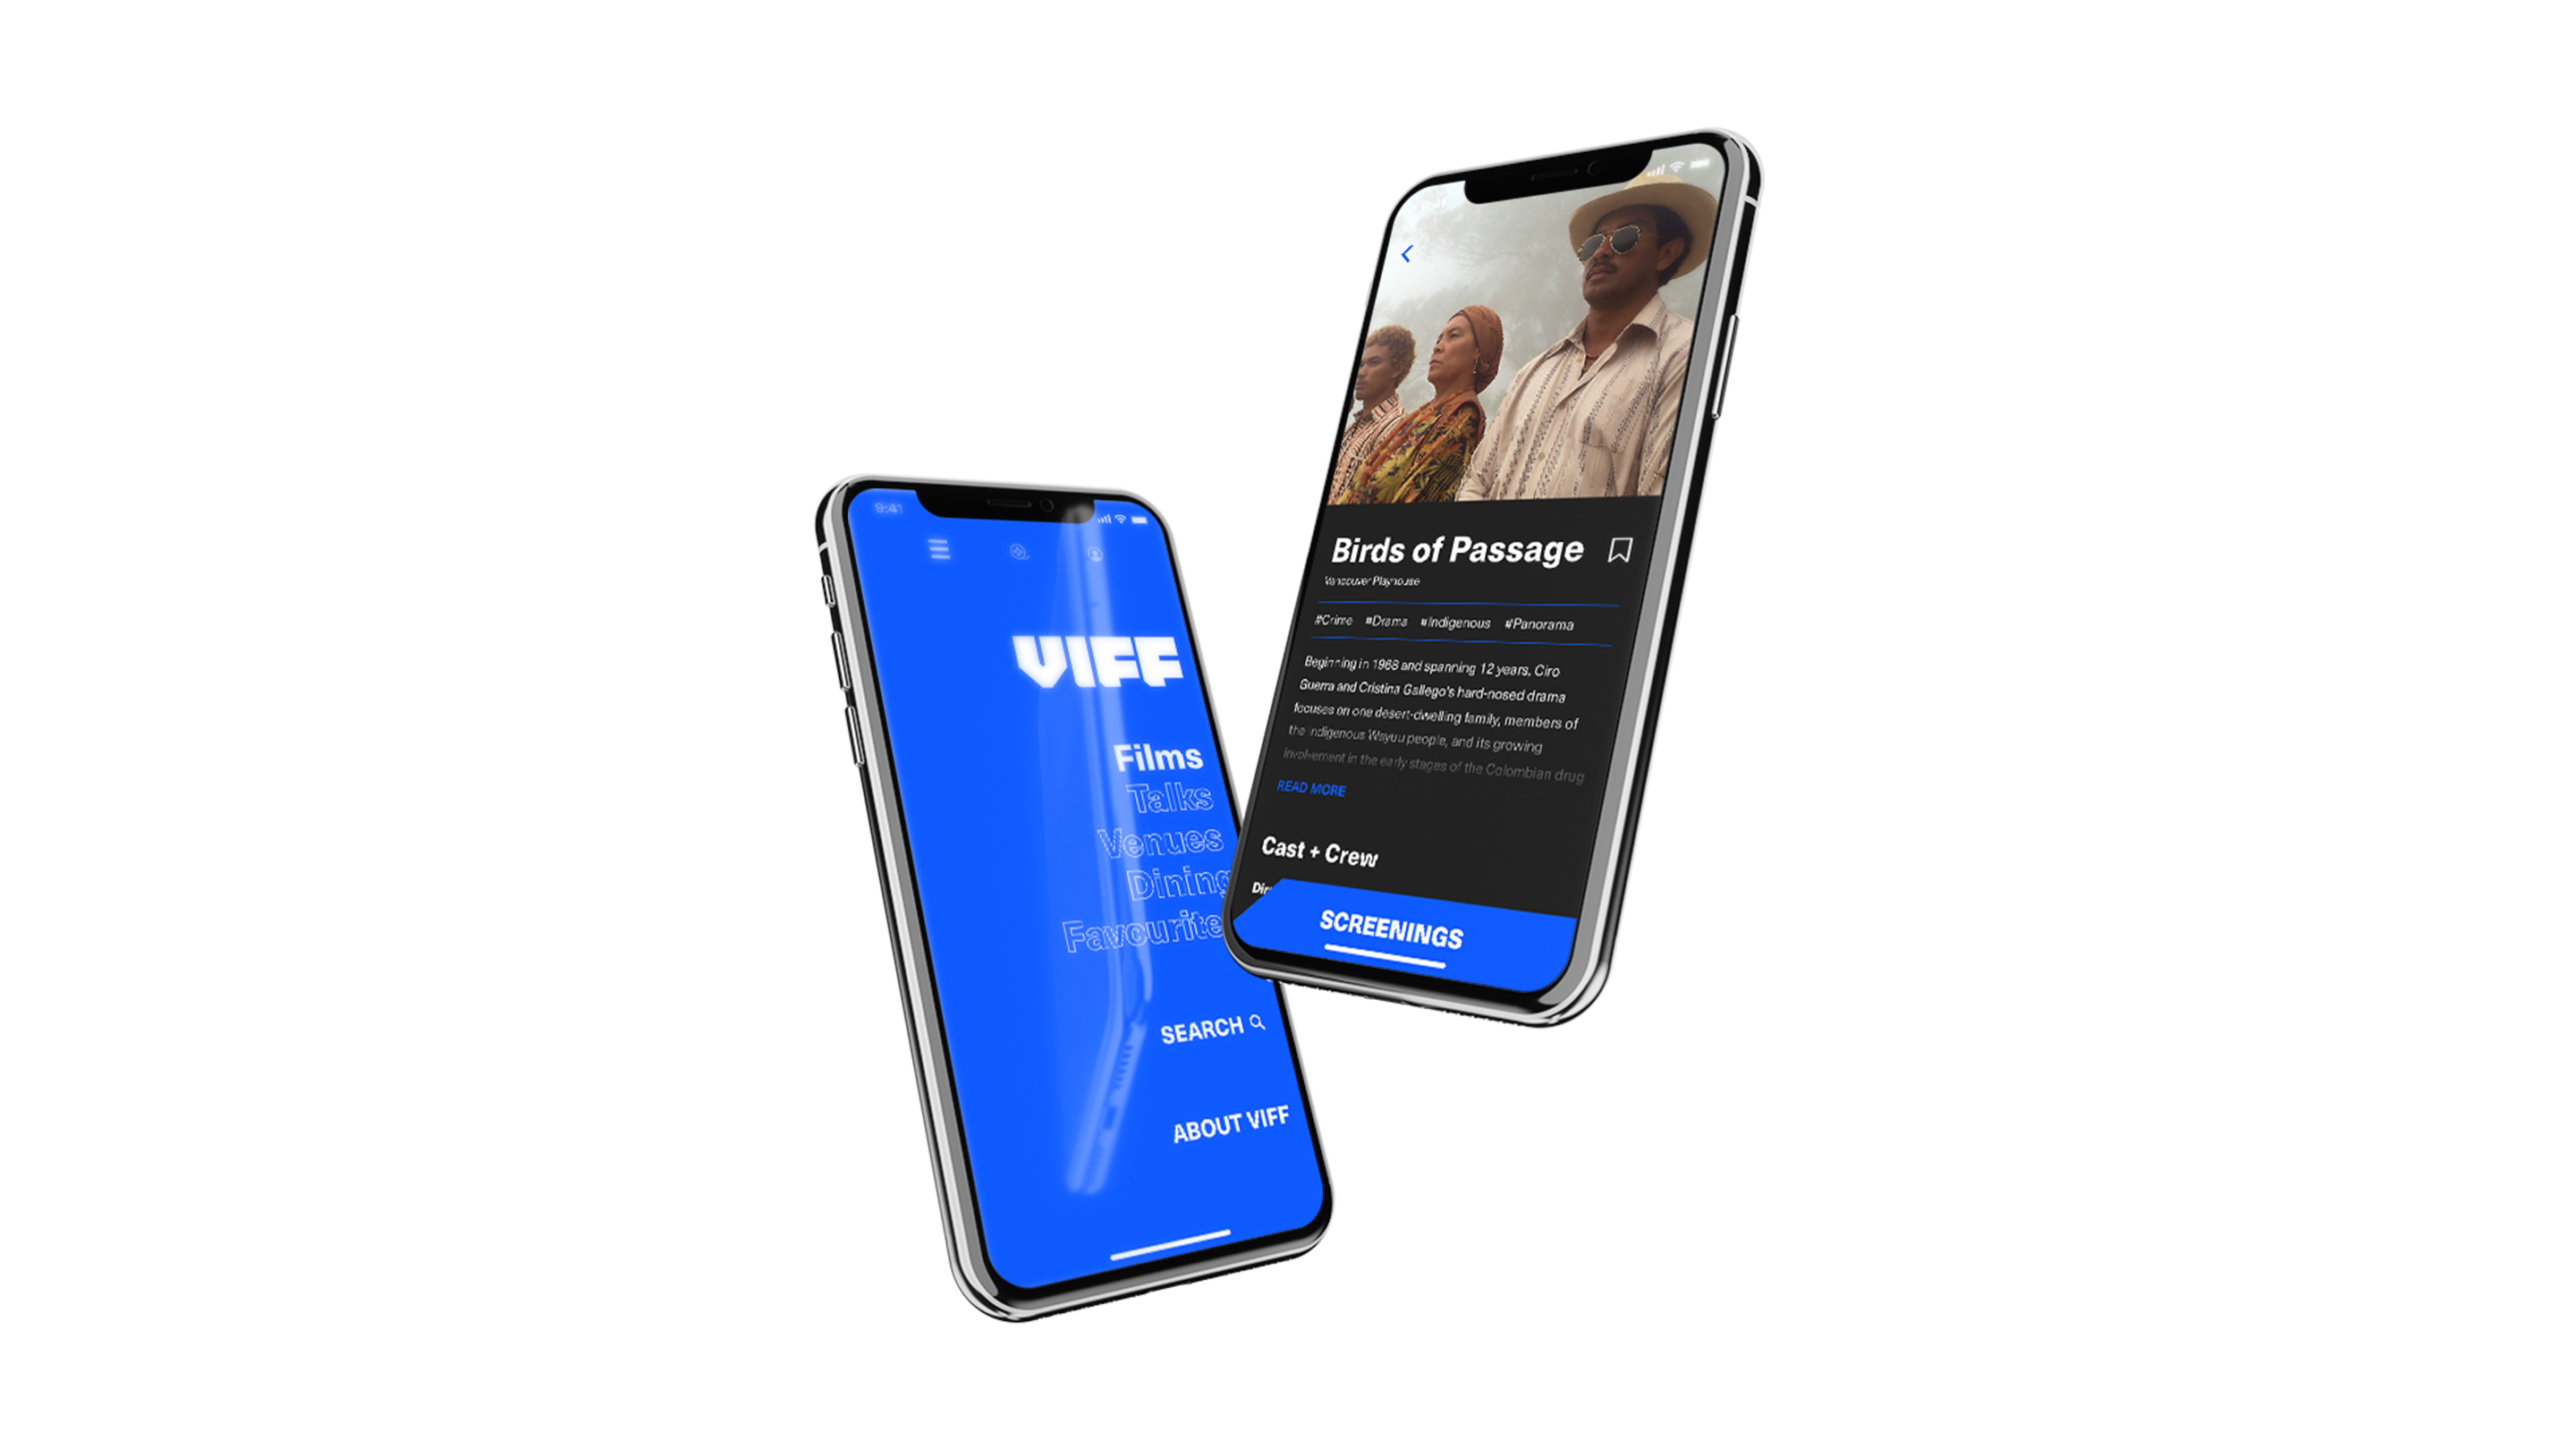 9:41
VIFF
Films
Talks
Venues
Dining
Favourite
SEARCH
ABOUT VIFF
9:41
Birds of Passage
Vancouver Playhouse
#Crime #Drama #Indigenous #Panorama
Beginning in 1968 and spanning 12 years, Ciro
Guerra and Cristina Gallego's hard-nosed drama
focuses on one desert-dwelling family, members of
the indigenous Wayuu people, and its growing
involvement in the early stages of the Colombian drug
READ MORE
Cast + Crew
SCREENINGS